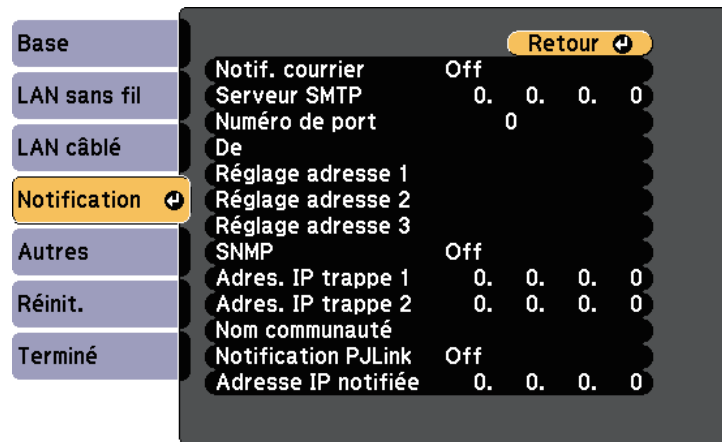 Base
LAN sans fil
LAN câblé
Notification
Autres
Réinit.
Terminé
Retour
Notif. courrier Off
Serveur SMTP 0. 0. 0. 0
Numéro de port 0
De
Réglage adresse 1
Réglage adresse 2
Réglage adresse 3
SNMP Off
Adres. IP trappe 1 0. 0. 0. 0
Adres. IP trappe 2 0. 0. 0. 0
Nom communauté
Notification PJLink Off
Adresse IP notifiée 0. 0. 0. 0